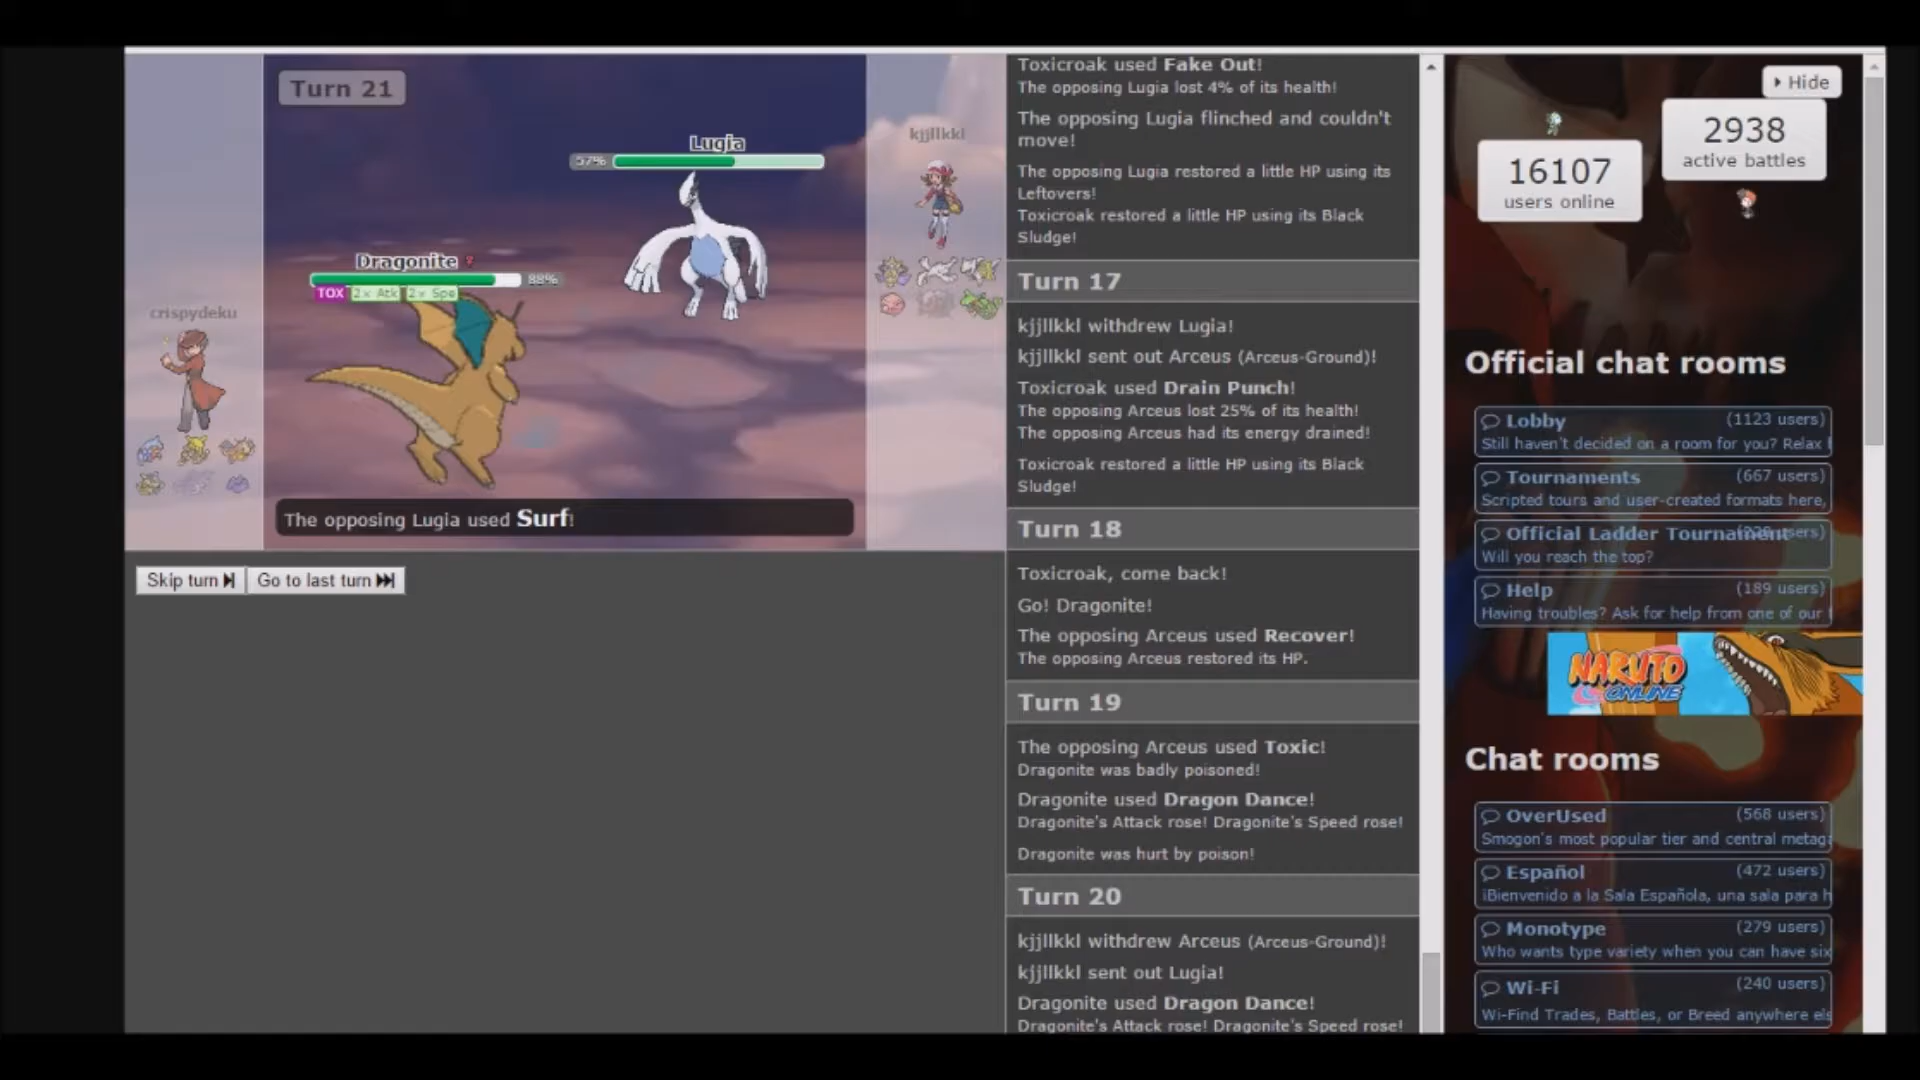 Turn 21
Lugia
57%
Dragonite
88%
TOX 2x Atk 2x Spe
crispydeku
kjjllkkl
The opposing Lugia used Surf!
Skip turn
Go to last turn
Toxicroak used Fake Out!
The opposing Lugia lost 4% of its health!
The opposing Lugia flinched and couldn't
move!
The opposing Lugia restored a little HP using its
Leftovers!
Toxicroak restored a little HP using its Black
Sludge!
Turn 17
kjjllkkl withdrew Lugia!
kjjllkkl sent out Arceus (Arceus-Ground)!
Toxicroak used Drain Punch!
The opposing Arceus lost 25% of its health!
The opposing Arceus had its energy drained!
Toxicroak restored a little HP using its Black
Sludge!
Turn 18
Toxicroak, come back!
Go! Dragonite!
The opposing Arceus used Recover!
The opposing Arceus restored its HP.
Turn 19
The opposing Arceus used Toxic!
Dragonite was badly poisoned!
Dragonite used Dragon Dance!
Dragonite's Attack rose! Dragonite's Speed rose!
Dragonite was hurt by poison!
Turn 20
kjjllkkl withdrew Arceus (Arceus-Ground)!
kjjllkkl sent out Lugia!
Dragonite used Dragon Dance!
Dragonite's Attack rose! Dragonite's Speed rose!
Hide
16107
users online
2938
active battles
Official chat rooms
Lobby (1123 users)
Still haven't decided on a room for you? Relax
Tournaments (667 users)
Scripted tours and user-created formats here,
Official Ladder Tournament
Will you reach the top?
Help (189 users)
Having troubles? Ask for help from one of our
NARUTO
ONLINE
Chat rooms
OverUsed (568 users)
Smogon's most popular tier and central metag
Español (472 users)
¡Bienvenido a la Sala Española, una sala para h
Monotype (279 users)
Who wants type variety when you can have six
Wi-Fi (240 users)
Wi-Find Trades, Battles, or Breed anywhere els